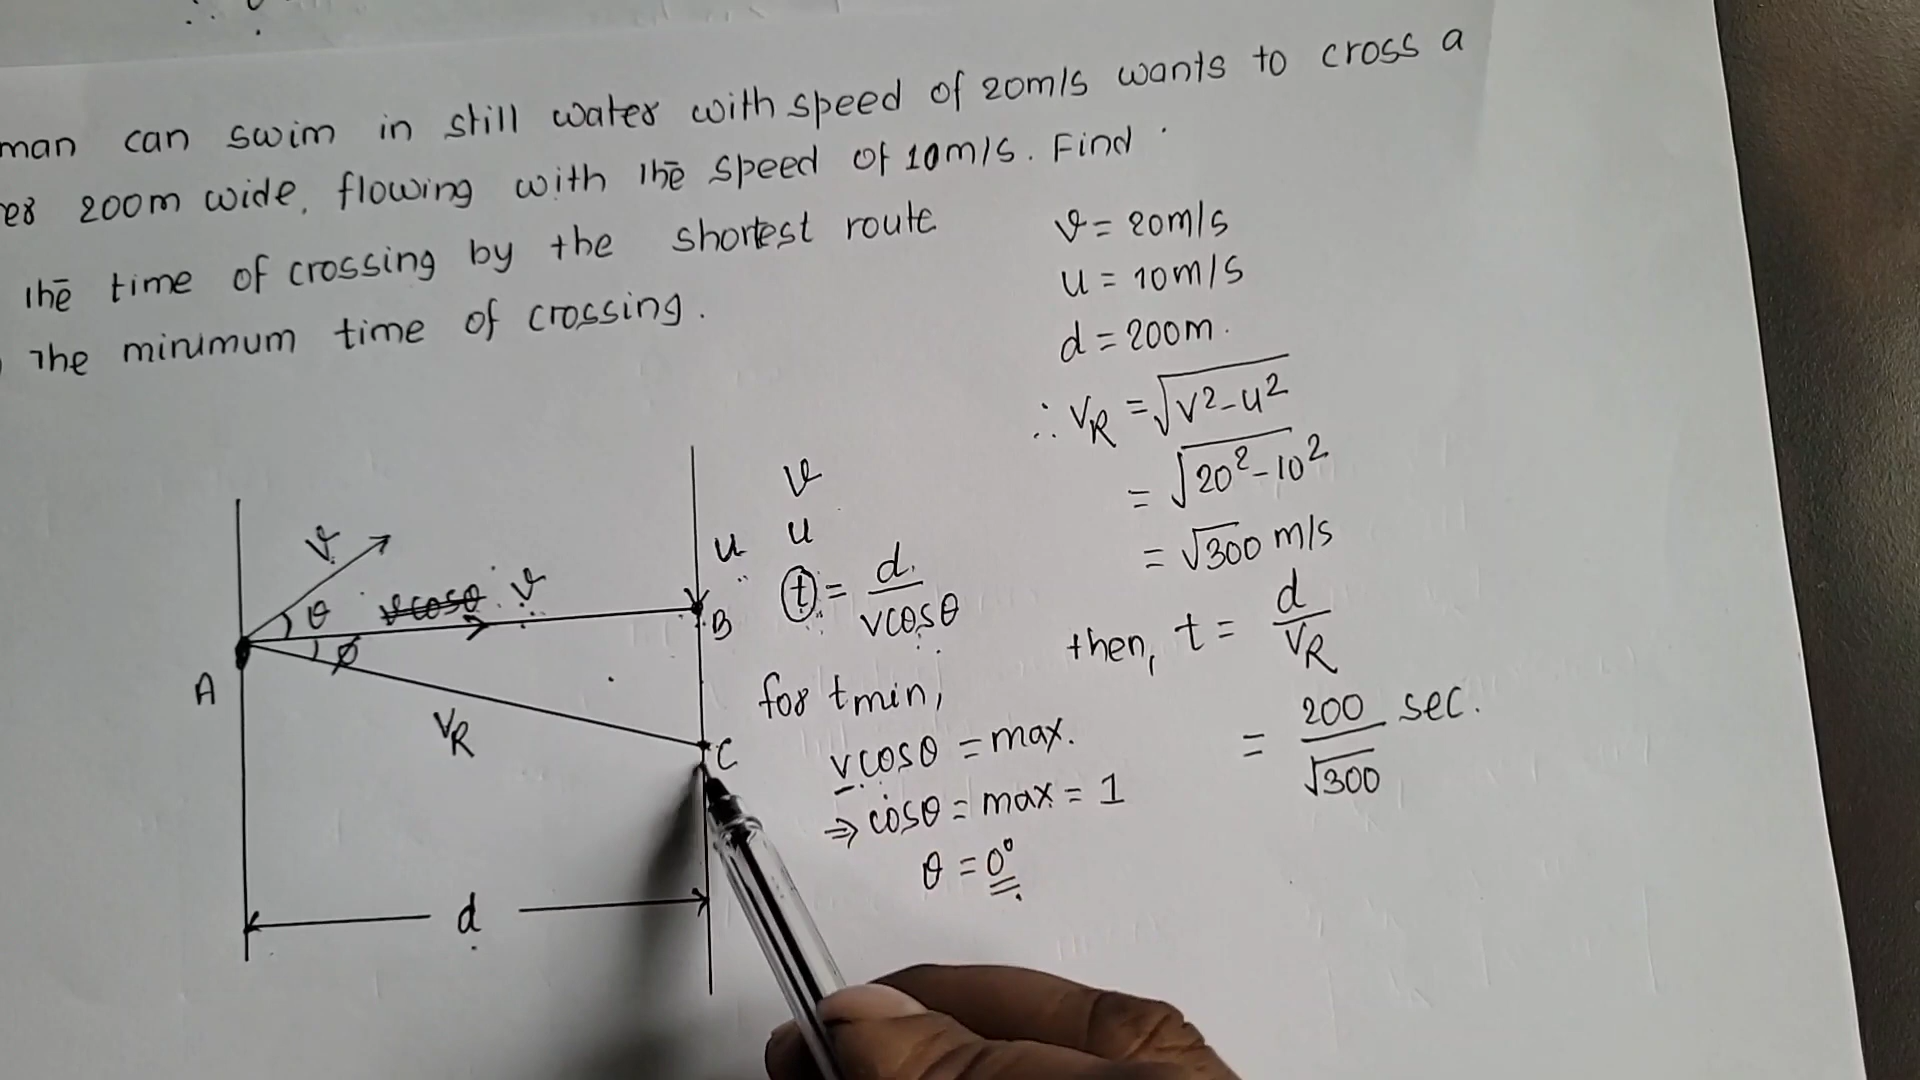 man can swim in still water with speed of 20m/s wants to cross a
er 200m wide, flowing with the speed of 10m/s. Find
the time of crossing by the shortest route
The minimum time of crossing.
v = 20m/s
u = 10m/s
d = 200m.
∴ VR = √V²-u²
= √20²-10²
= √300 m/s
then, t = d/VR
= 200/√300 sec.
v
u
t = d/vcosθ
for tmin,
vcosθ = max.
⇒ cosθ = max = 1
θ = 0°
v
θ
vcosθ v
u
B
A
ø
VR
C
d